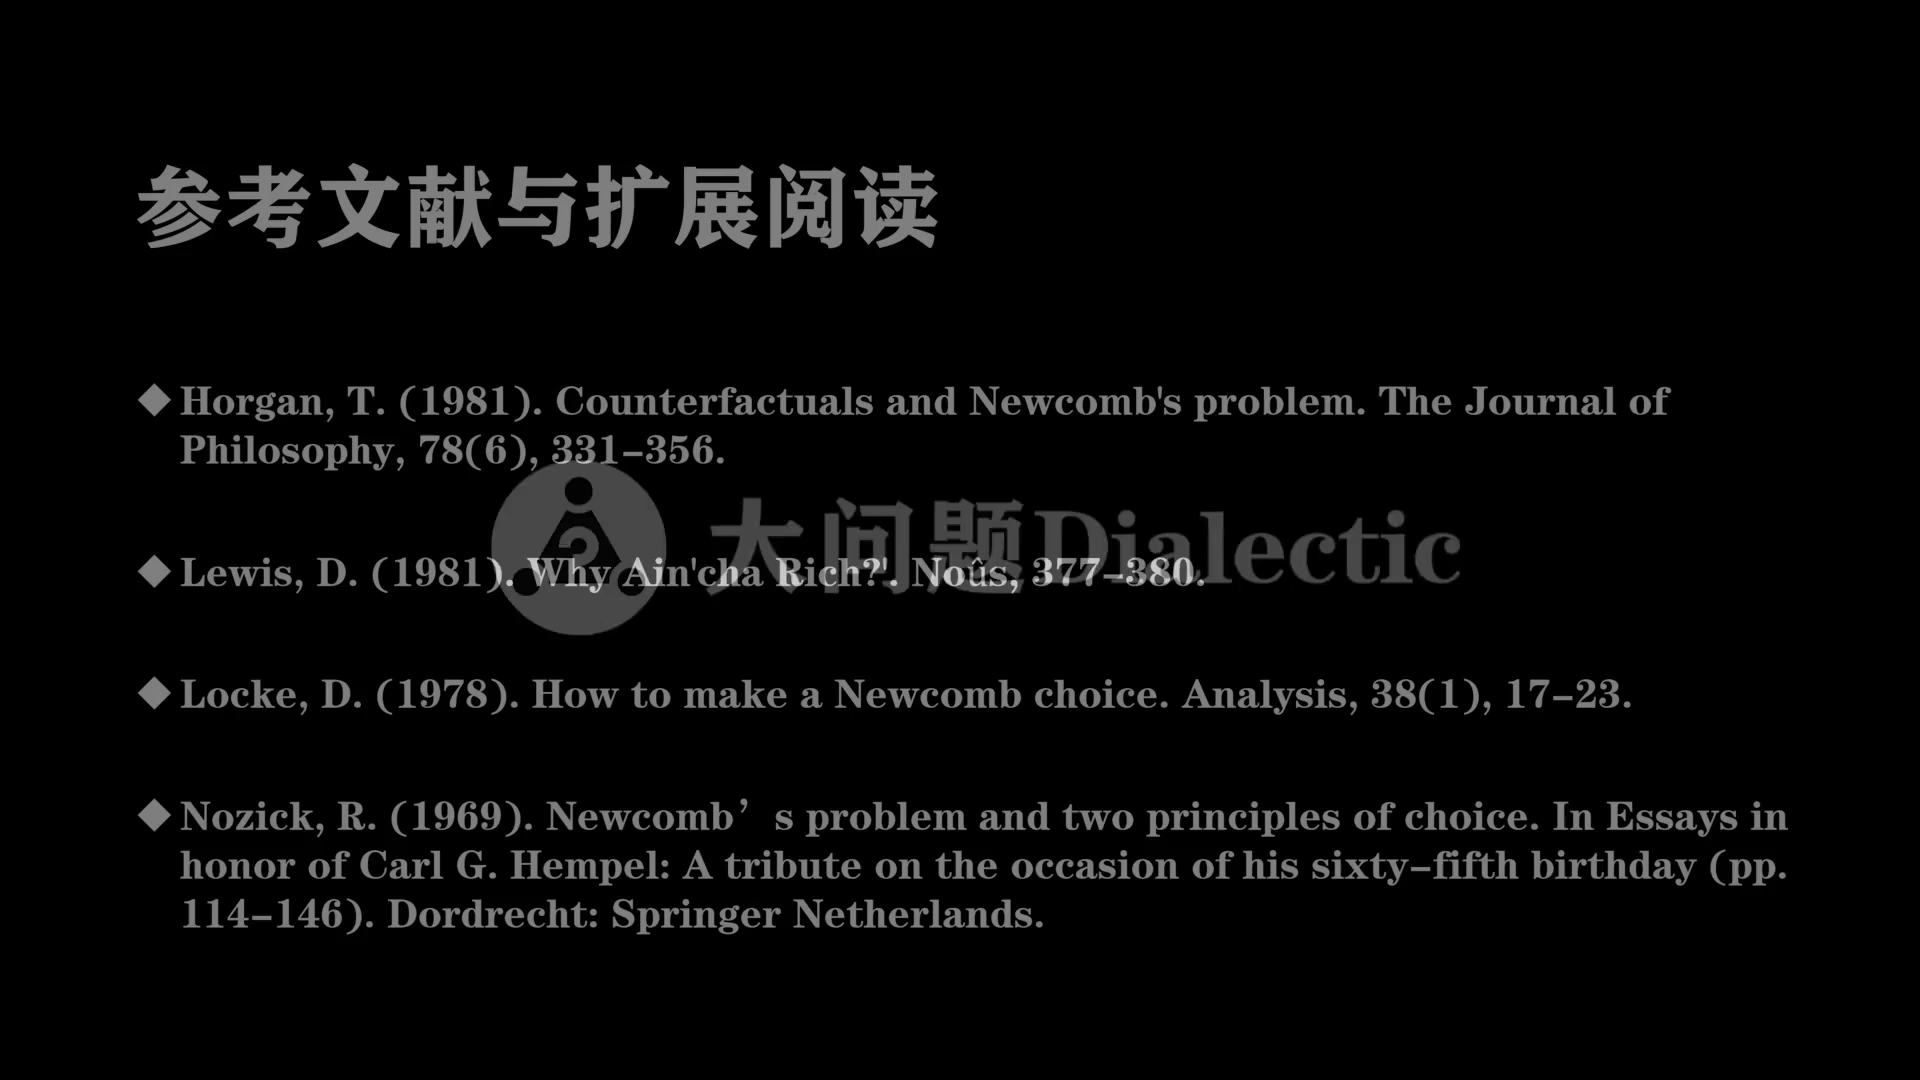 参考文献与扩展阅读
◆Horgan, T. (1981). Counterfactuals and Newcomb's problem. The Journal of
Philosophy, 78(6), 331–356.
大问题Dialectic
◆Lewis, D. (1981). Why Ain'cha Rich?'. Noûs, 377–380.
◆Locke, D. (1978). How to make a Newcomb choice. Analysis, 38(1), 17–23.
◆Nozick, R. (1969). Newcomb’s problem and two principles of choice. In Essays in
honor of Carl G. Hempel: A tribute on the occasion of his sixty–fifth birthday (pp.
114–146). Dordrecht: Springer Netherlands.